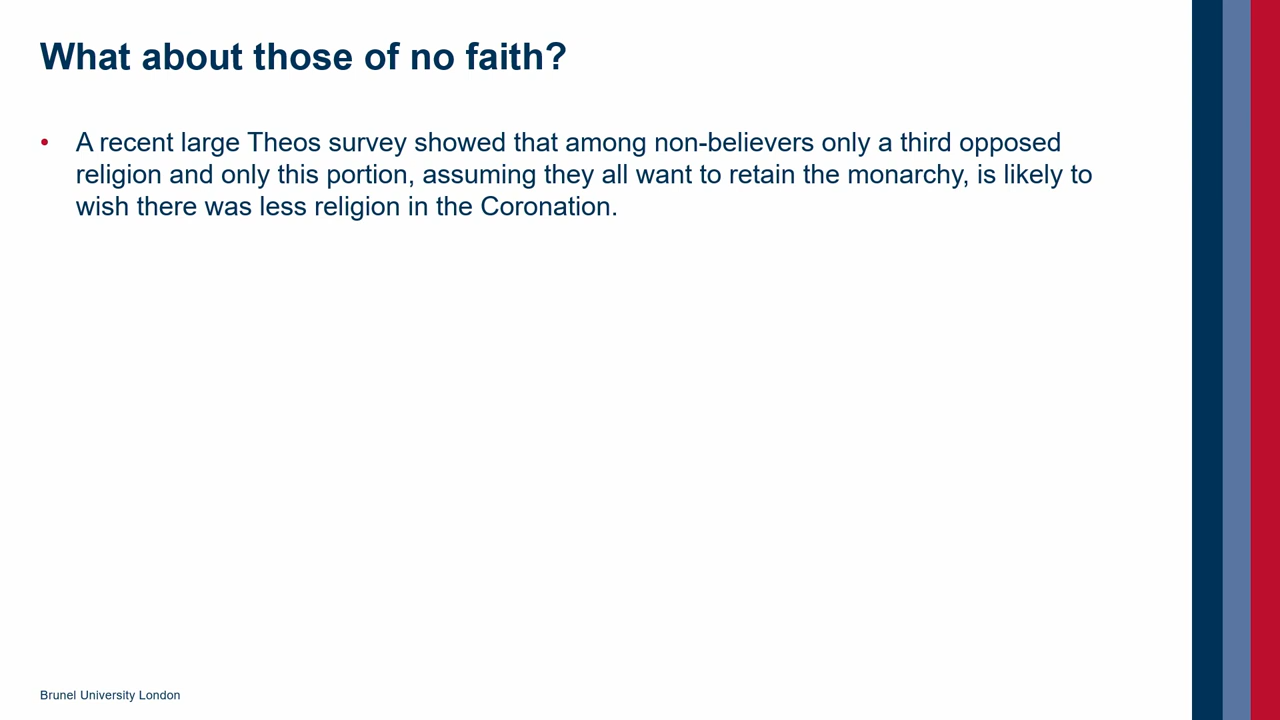 What about those of no faith?
• A recent large Theos survey showed that among non-believers only a third opposed
religion and only this portion, assuming they all want to retain the monarchy, is likely to
wish there was less religion in the Coronation.
Brunel University London